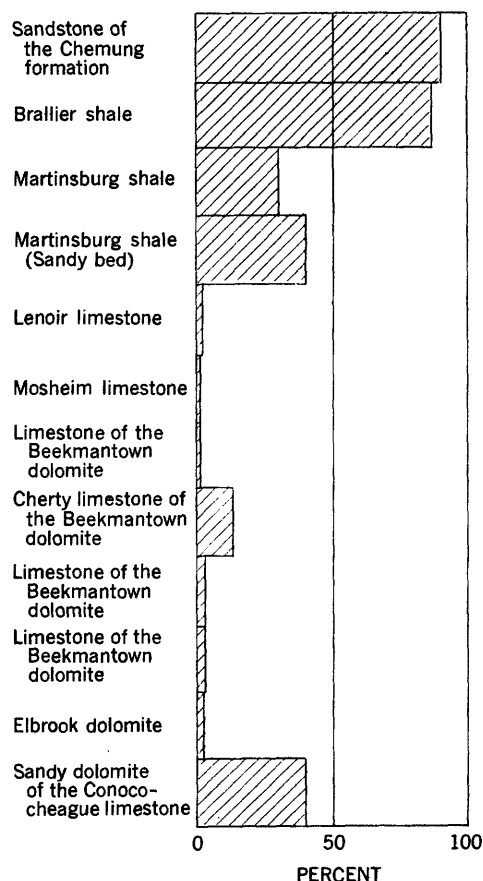 Sandstone of
the Chemung
formation
Brallier shale
Martinsburg shale
Martinsburg shale
(Sandy bed)
Lenoir limestone
Mosheim limestone
Limestone of the
Beekmantown
dolomite
Cherty limestone of
the Beekmantown
dolomite
Limestone of the
Beekmantown
dolomite
Limestone of the
Beekmantown
dolomite
Elbrook dolomite
Sandy dolomite
of the Conoco-
cheague limestone
0 50 100
PERCENT